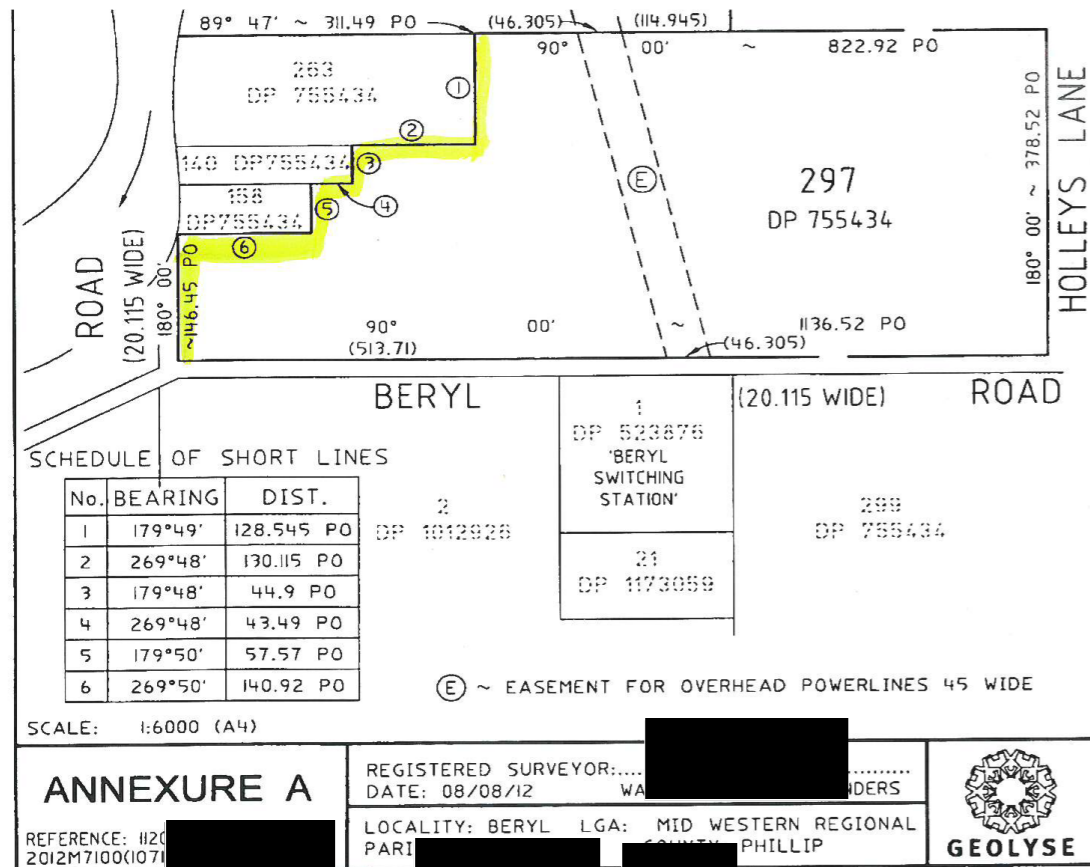 89° 47' ~ 311.49 PO
(46.305)
(114.945)
90° 00' ~ 822.92 PO
263
DP 755434
①
②
140 DP755434
③
④
158
DP755434
⑤
⑥
ROAD
(20.115 WIDE)
180° 00'
~146.45 PO
Ⓔ
297
DP 755434
180° 00' ~ 378.52 PO
HOLLEYS LANE
90° 00' ~ 1136.52 PO
(513.71)
(46.305)
BERYL (20.115 WIDE) ROAD
1
DP 523876
'BERYL
SWITCHING
STATION'
2
DP 1012926
299
DP 755434
21
DP 1173059
SCHEDULE OF SHORT LINES
No. BEARING DIST.
1 179°49' 128.545 PO
2 269°48' 130.115 PO
3 179°48' 44.9 PO
4 269°48' 43.49 PO
5 179°50' 57.57 PO
6 269°50' 140.92 PO
Ⓔ ~ EASEMENT FOR OVERHEAD POWERLINES 45 WIDE
SCALE: 1:6000 (A4)
ANNEXURE A
REFERENCE: 112
2012M7100(1071
REGISTERED SURVEYOR:....
DATE: 08/08/12 WA NDERS
LOCALITY: BERYL LGA: MID WESTERN REGIONAL
PARI COUNTY PHILLIP
GEOLYSE